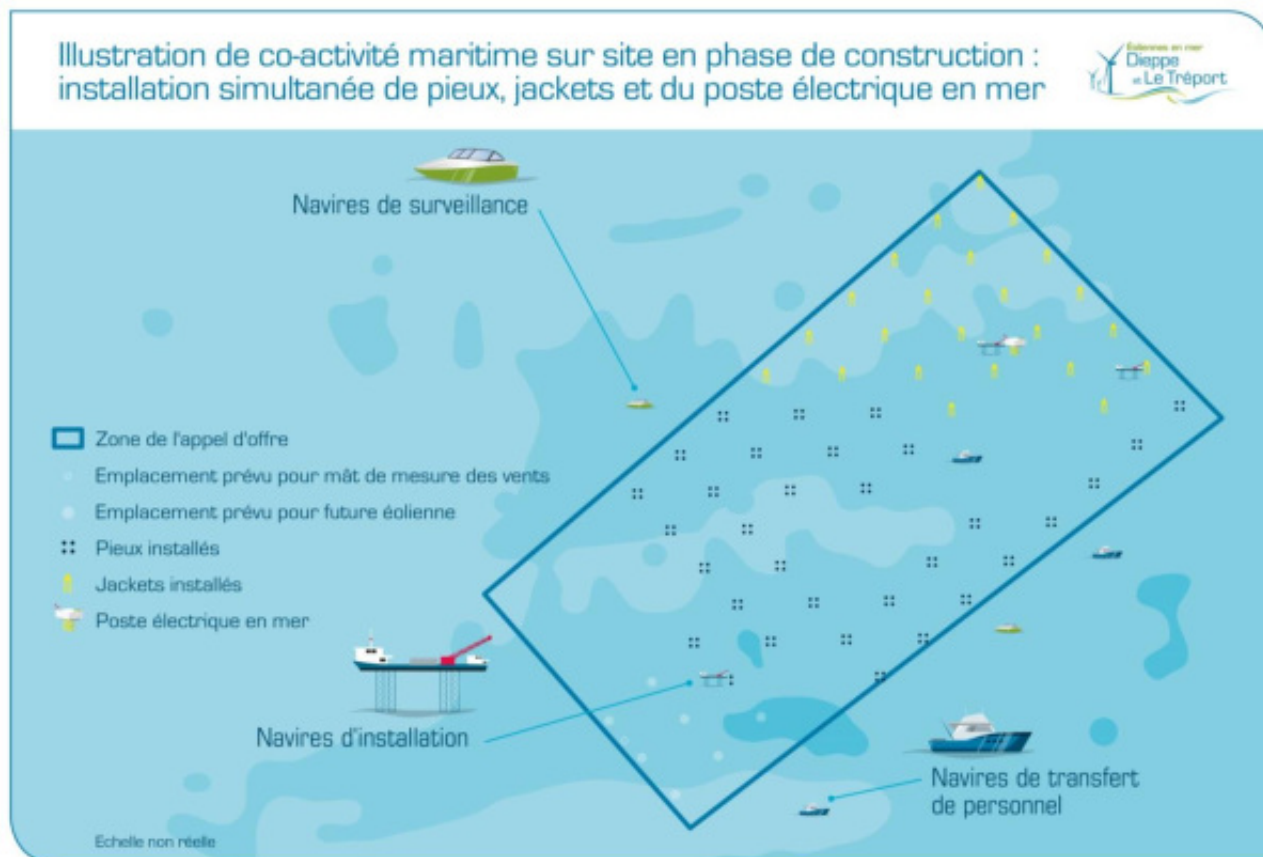 Illustration de co-activité maritime sur site en phase de construction :
installation simultanée de pieux, jackets et du poste électrique en mer
Éoliennes en mer
Dieppe
et Le Tréport
Navires de surveillance
Zone de l'appel d'offre
Emplacement prévu pour mât de mesure des vents
Emplacement prévu pour future éolienne
Pieux installés
Jackets installés
Poste électrique en mer
Navires d'installation
Navires de transfert
de personnel
Echelle non réelle